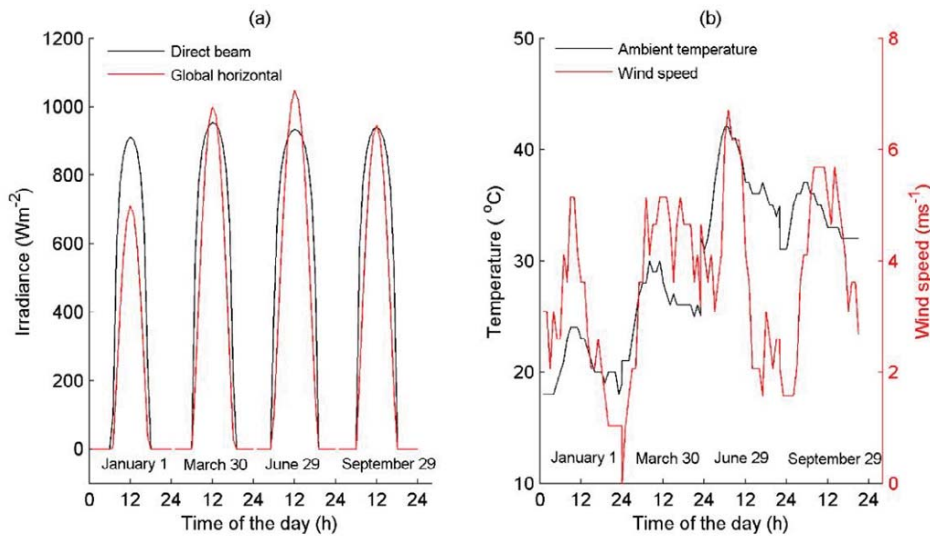 (a)
1200
1000
800
600
400
200
0
Irradiance (Wm-2)
Direct beam
Global horizontal
January 1 March 30 June 29 September 29
0 12 24 12 24 12 24 12 24
Time of the day (h)
(b)
50
40
30
20
10
Temperature ( °C)
Ambient temperature
Wind speed
8
6
4
2
0
Wind speed (ms-1)
January 1 March 30 June 29 September 29
0 12 24 12 24 12 24 12 24
Time of the day (h)